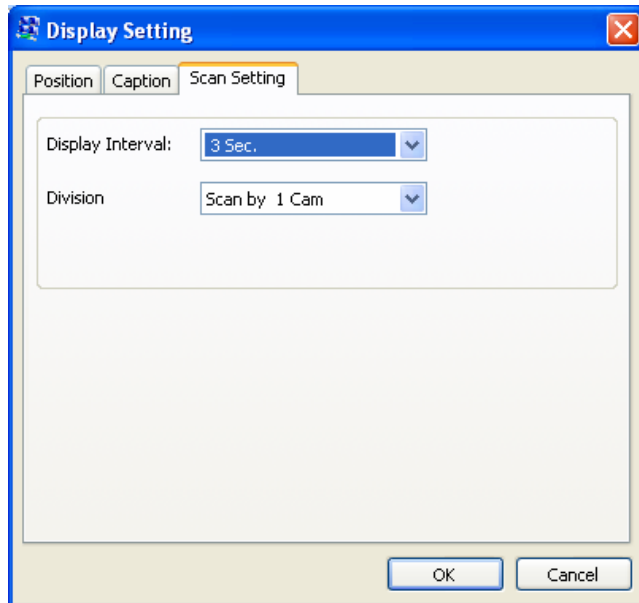 Display Setting
Position Caption Scan Setting
Display Interval: 3 Sec.
Division Scan by 1 Cam
OK Cancel